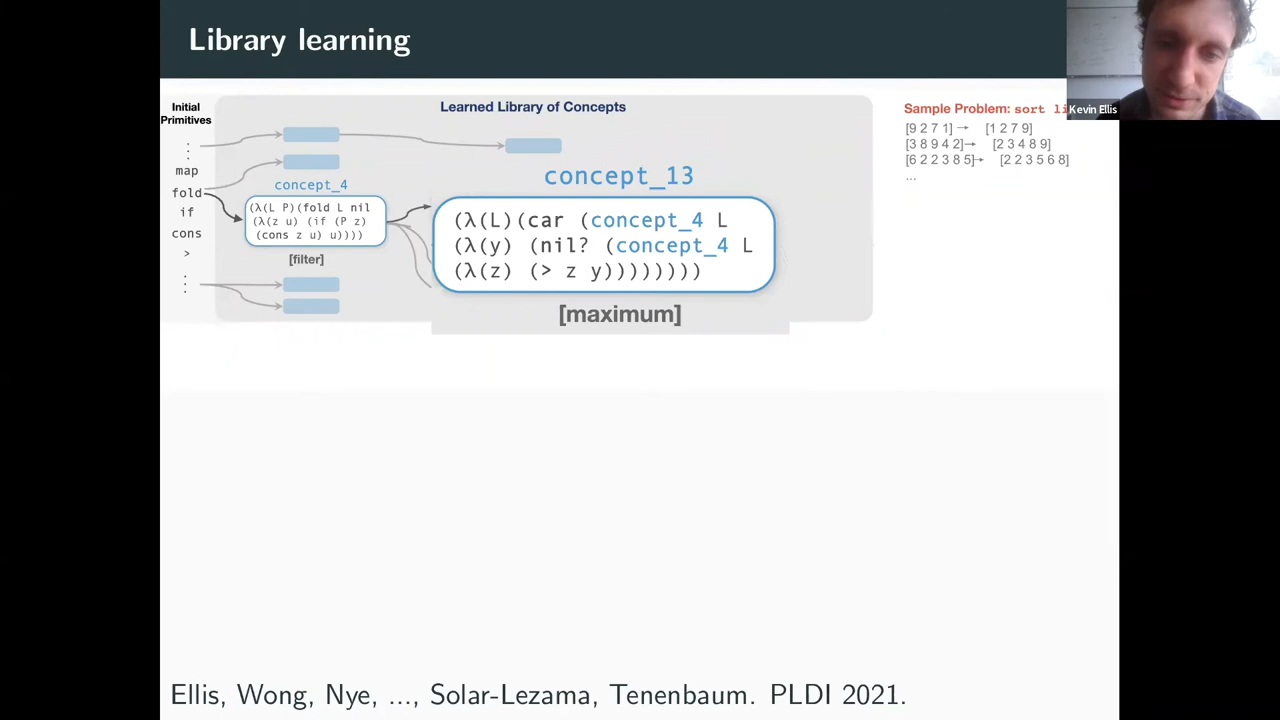 Library learning
Initial
Primitives
Learned Library of Concepts
map
fold
if
cons
>
concept_4
(λ(L P)(fold L nil
(λ(z u) (if (P z)
(cons z u) u))))
[filter]
concept_13
(λ(L)(car (concept_4 L
(λ(y) (nil? (concept_4 L
(λ(z) (> z y))))))))
[maximum]
Sample Problem: sort li
[9 2 7 1] → [1 2 7 9]
[3 8 9 4 2]→ [2 3 4 8 9]
[6 2 2 3 8 5]→ [2 2 3 5 6 8]
...
Kevin Ellis
Ellis, Wong, Nye, ..., Solar-Lezama, Tenenbaum. PLDI 2021.